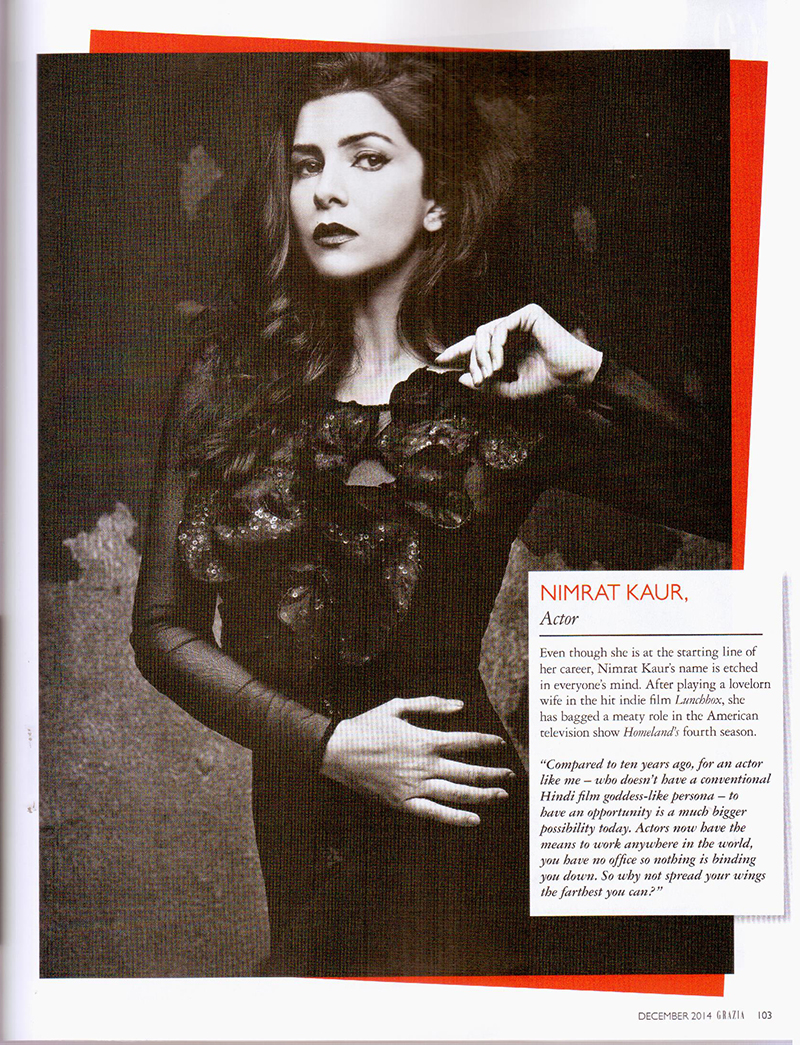 NIMRAT KAUR,
Actor
Even though she is at the starting line of
her career, Nimrat Kaur's name is etched
in everyone's mind. After playing a lovelorn
wife in the hit indie film Lunchbox, she
has bagged a meaty role in the American
television show Homeland's fourth season.
“Compared to ten years ago, for an actor
like me – who doesn't have a conventional
Hindi film goddess-like persona – to
have an opportunity is a much bigger
possibility today. Actors now have the
means to work anywhere in the world,
you have no office so nothing is binding
you down. So why not spread your wings
the farthest you can?”
DECEMBER 2014 GRAZIA 103